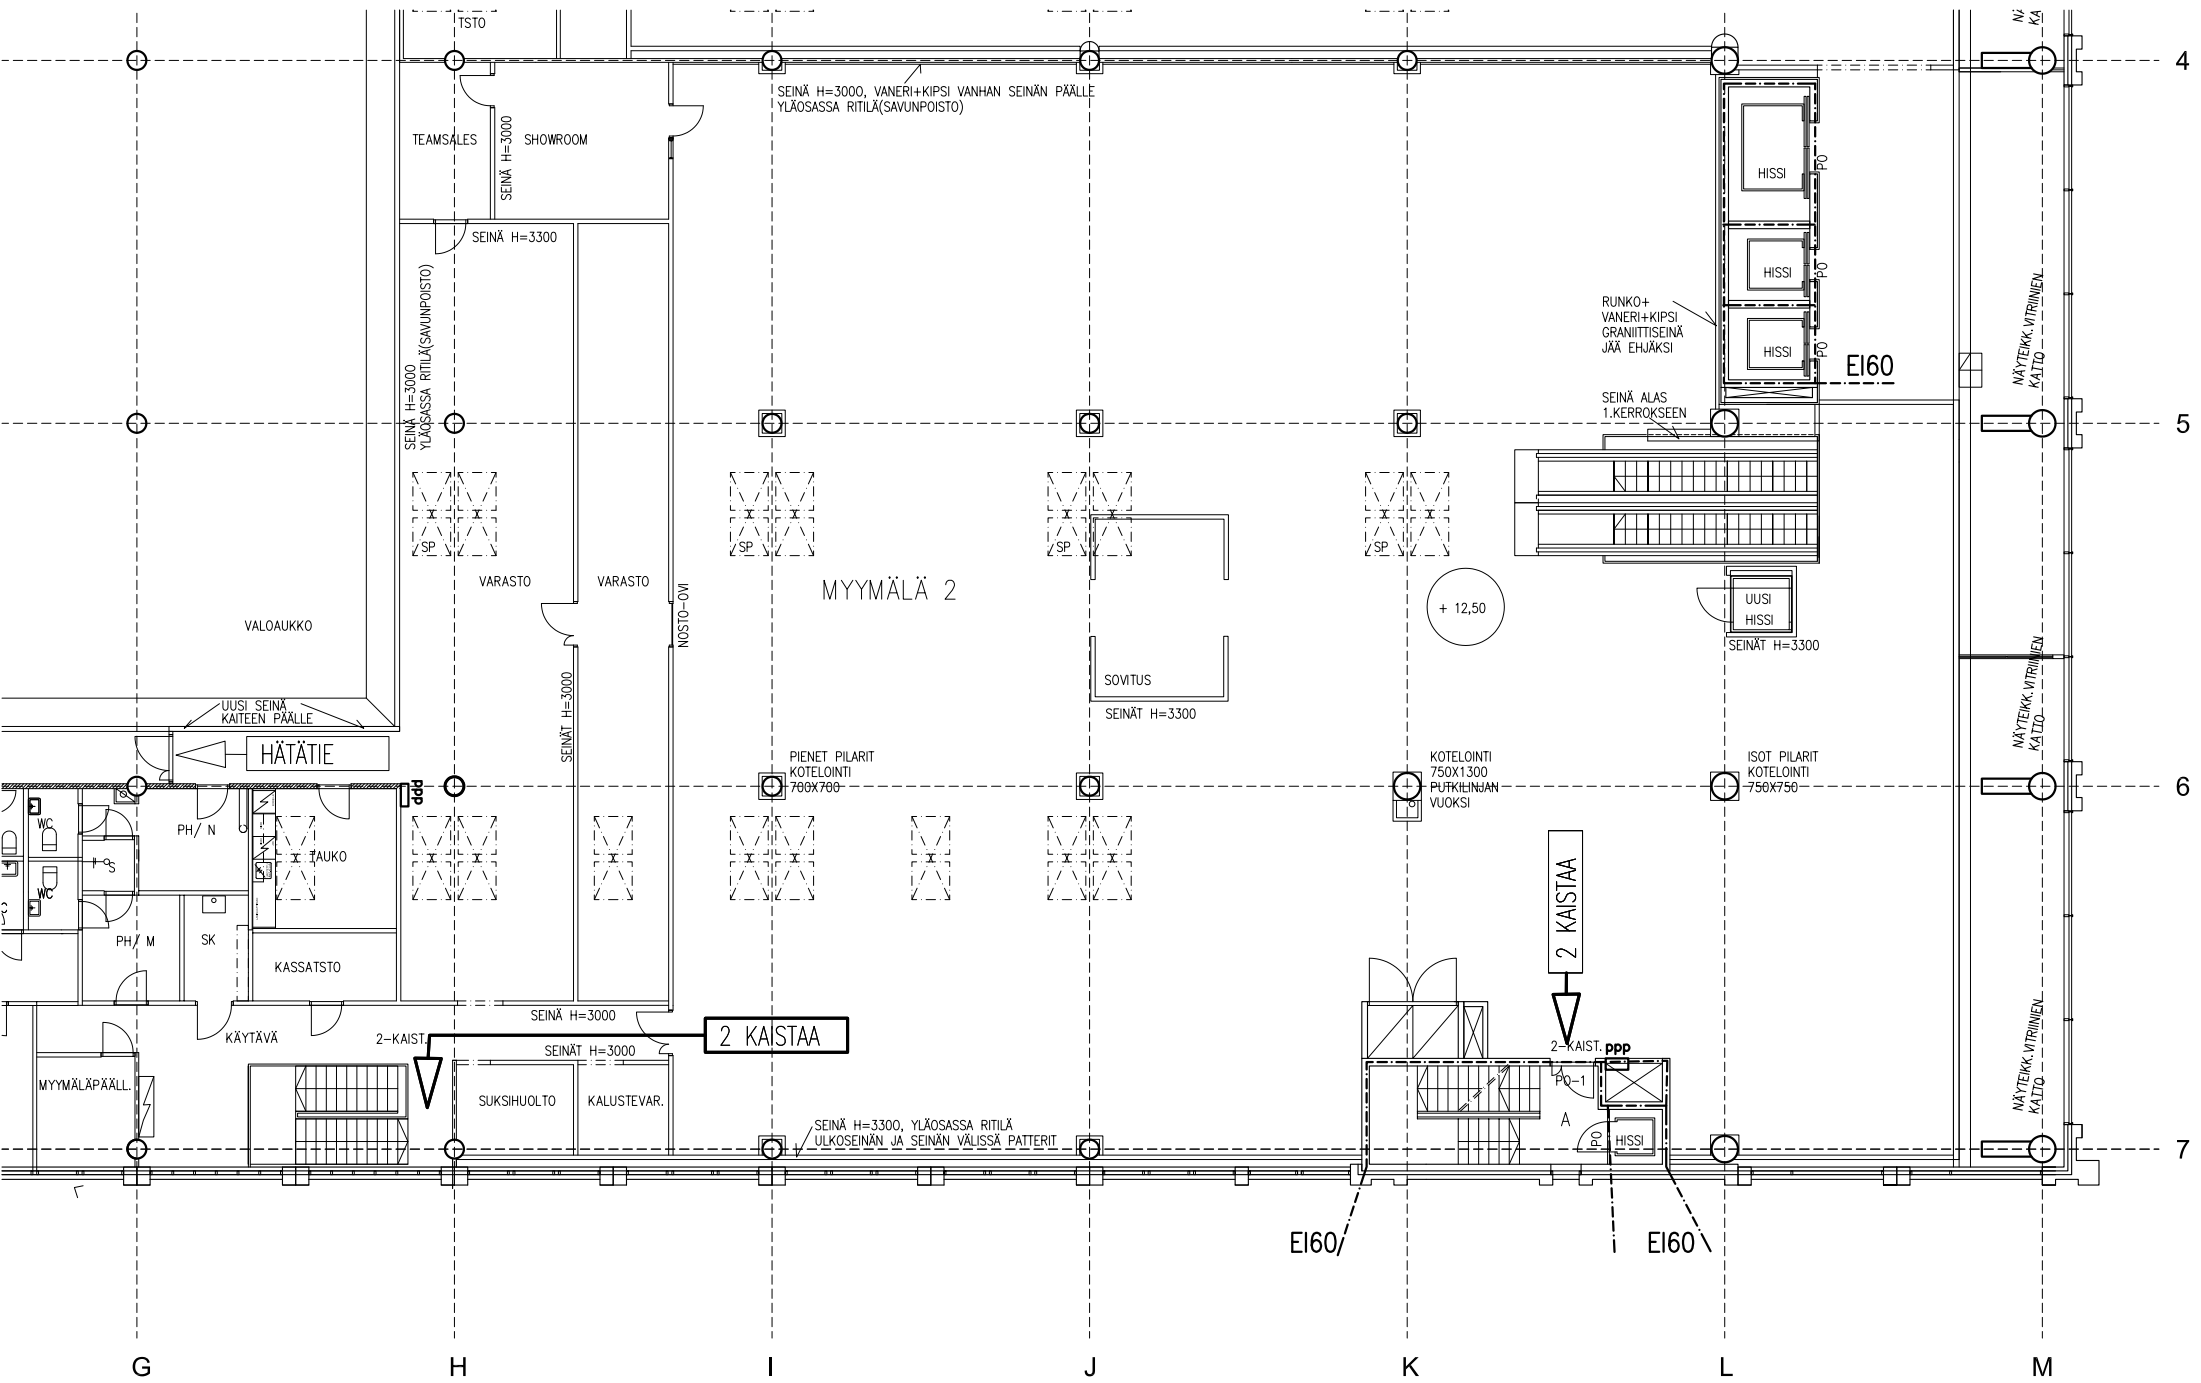 TSTO
4
SEINÄ H=3000, VANERI+KIPSI VANHAN SEINÄN PÄÄLLE
YLÄOSASSA RITILÄ(SAVUNPOISTO)
TEAMSALES
SEINÄ H=3000
SHOWROOM
HISSI
PO
SEINÄ H=3300
SEINÄ H=3000
YLÄOSASSA RITILÄ(SAVUNPOISTO)
HISSI
PO
RUNKO+
VANERI+KIPSI
GRANIITTISEINÄ
JÄÄ EHJÄKSI
HISSI
PO
EI60
NÄYTEIKK.VITRIINIEN
KATTO
SEINÄ ALAS
1.KERROKSEEN
5
SP
SP
SP
SP
VARASTO
VARASTO
NOSTO-OVI
MYYMÄLÄ 2
+ 12,50
UUSI
HISSI
SEINÄT H=3300
VALOAUKKO
SEINÄT H=3000
SOVITUS
SEINÄT H=3300
NÄYTEIKK.VITRIINIEN
KATTO
UUSI SEINÄ
KAITEEN PÄÄLLE
HÄTÄTIE
PIENET PILARIT
KOTELOINTI
700X700
KOTELOINTI
750X1300
PUTKILINJAN
VUOKSI
ISOT PILARIT
KOTELOINTI
750X750
6
ppp
WC
PH/ N
TAUKO
S
WC
PH/ M
SK
KASSATSTO
2 KAISTAA
SEINÄ H=3000
KÄYTÄVÄ
2-KAIST.
2 KAISTAA
SEINÄT H=3000
2-KAIST.
ppp
NÄYTEIKK.VITRIINIEN
KATTO
MYYMÄLÄPÄÄLL.
SUKSIHUOLTO
KALUSTEVAR.
PO-1
A
PO
HISSI
SEINÄ H=3300, YLÄOSASSA RITILÄ
ULKOSEINÄN JA SEINÄN VÄLISSÄ PATTERIT
7
EI60
EI60
G
H
I
J
K
L
M